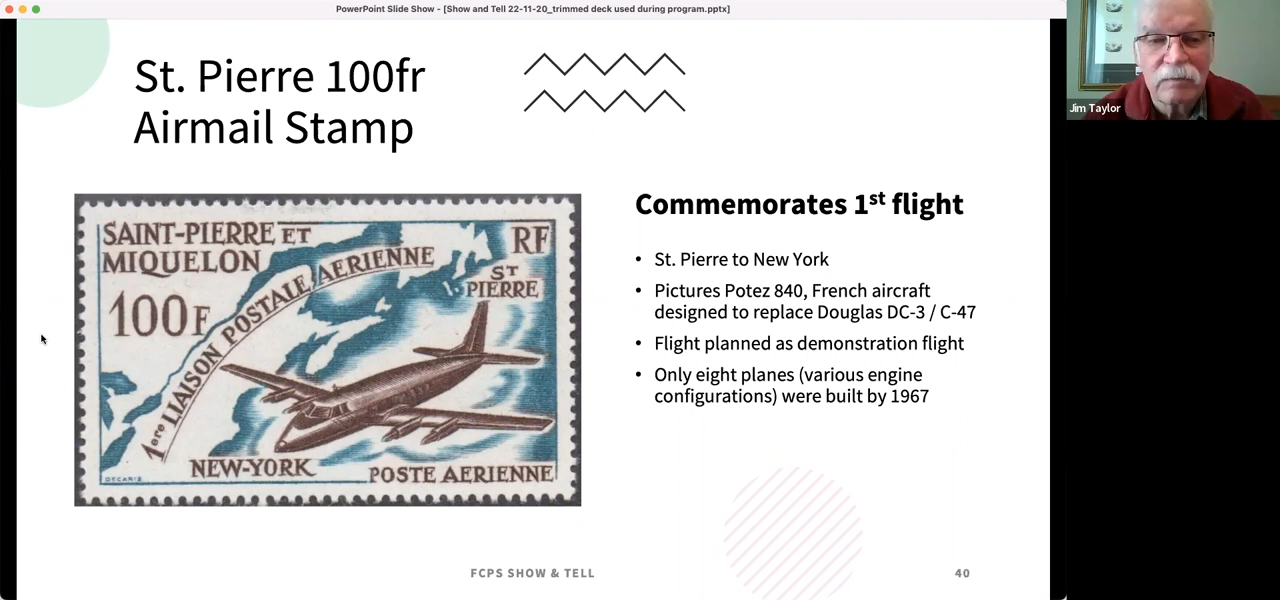 PowerPoint Slide Show - [Show and Tell 22-11-20_trimmed deck used during program.pptx]
St. Pierre 100fr
Airmail Stamp
Jim Taylor
SAINT-PIERRE ET
MIQUELON
RF
100F
1ere LIAISON POSTALE AERIENNE
ST
PIERRE
NEW-YORK
POSTE AERIENNE
DECARIS
Commemorates 1st flight
• St. Pierre to New York
• Pictures Potez 840, French aircraft
designed to replace Douglas DC-3 / C-47
• Flight planned as demonstration flight
• Only eight planes (various engine
configurations) were built by 1967
FCPS SHOW & TELL
40